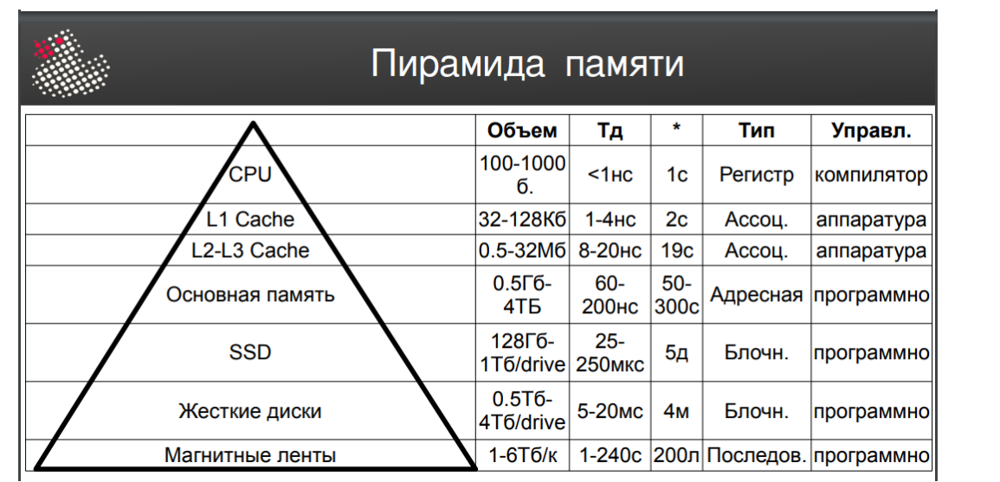 Пирамида памяти
Объем Тд * Тип Управл.
CPU 100-1000 б. <1нс 1с Регистр компилятор
L1 Cache 32-128Кб 1-4нс 2с Ассоц. аппаратура
L2-L3 Cache 0.5-32Мб 8-20нс 19с Ассоц. аппаратура
Основная память 0.5Гб-4ТБ 60-200нс 50-300с Адресная программно
SSD 128Гб-1Тб/drive 25-250мкс 5д Блочн. программно
Жесткие диски 0.5Тб-4Тб/drive 5-20мс 4м Блочн. программно
Магнитные ленты 1-6Тб/к 1-240с 200л Последов. программно